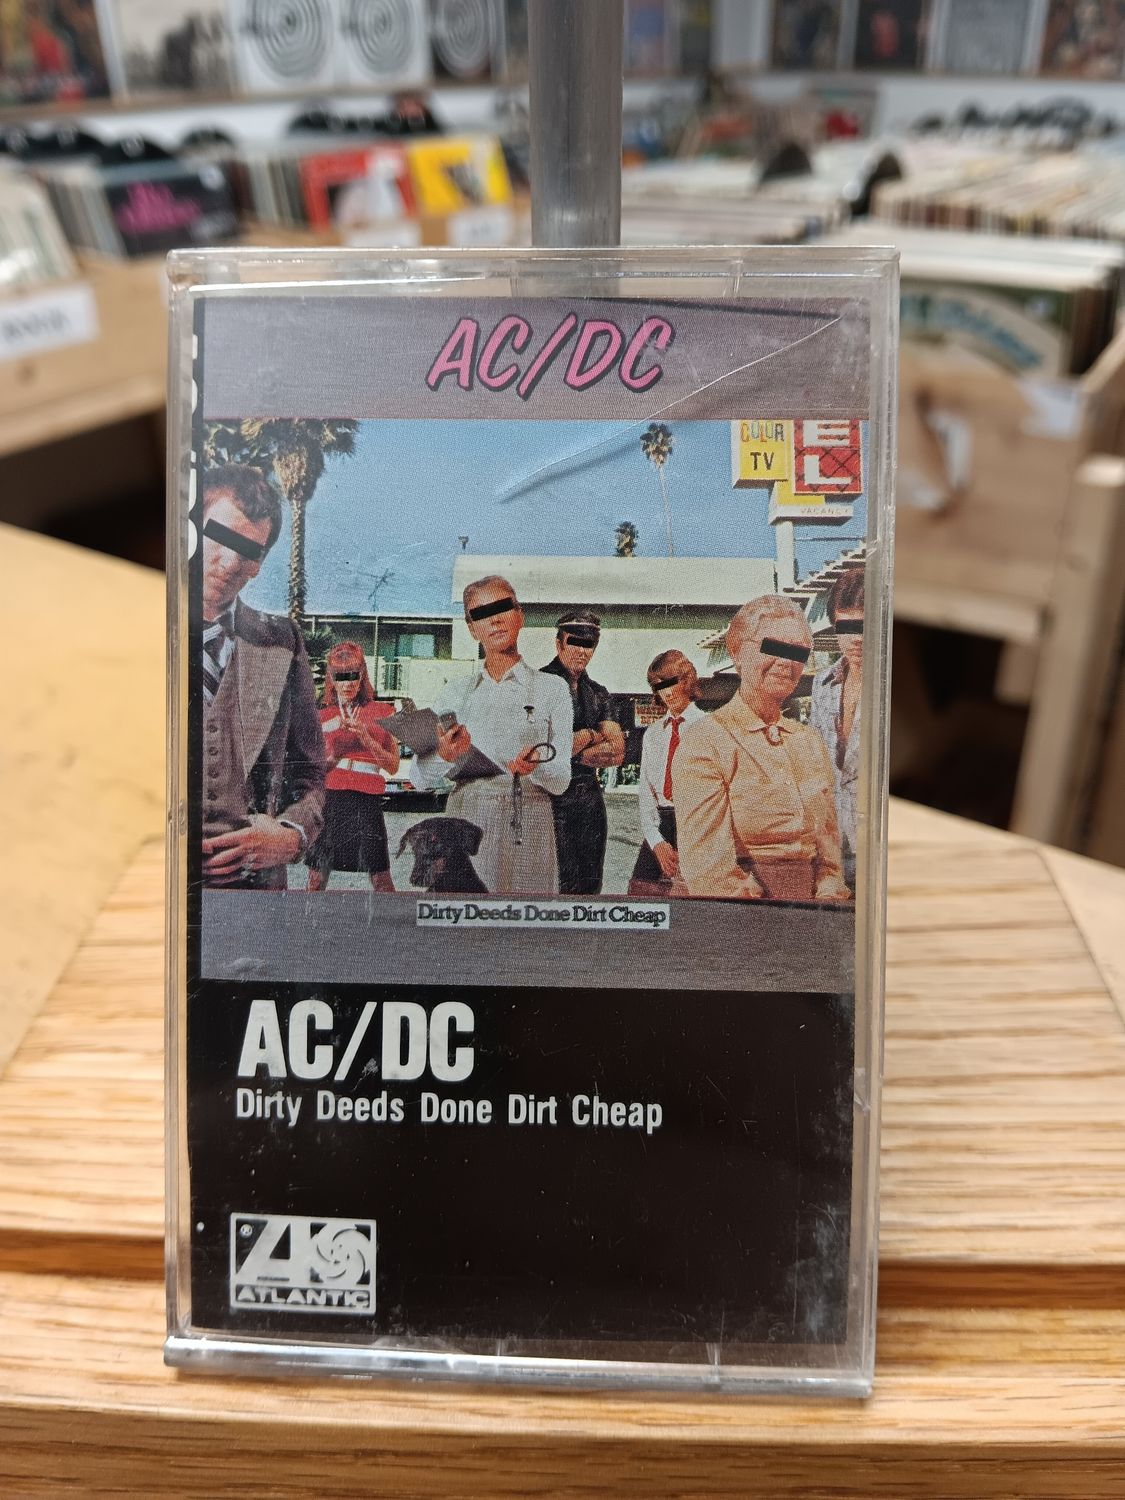 AC/DC
COLOR
TV
E
L
VACANCY
Dirty Deeds Done Dirt Cheap
AC/DC
Dirty Deeds Done Dirt Cheap
®
ATLANTIC